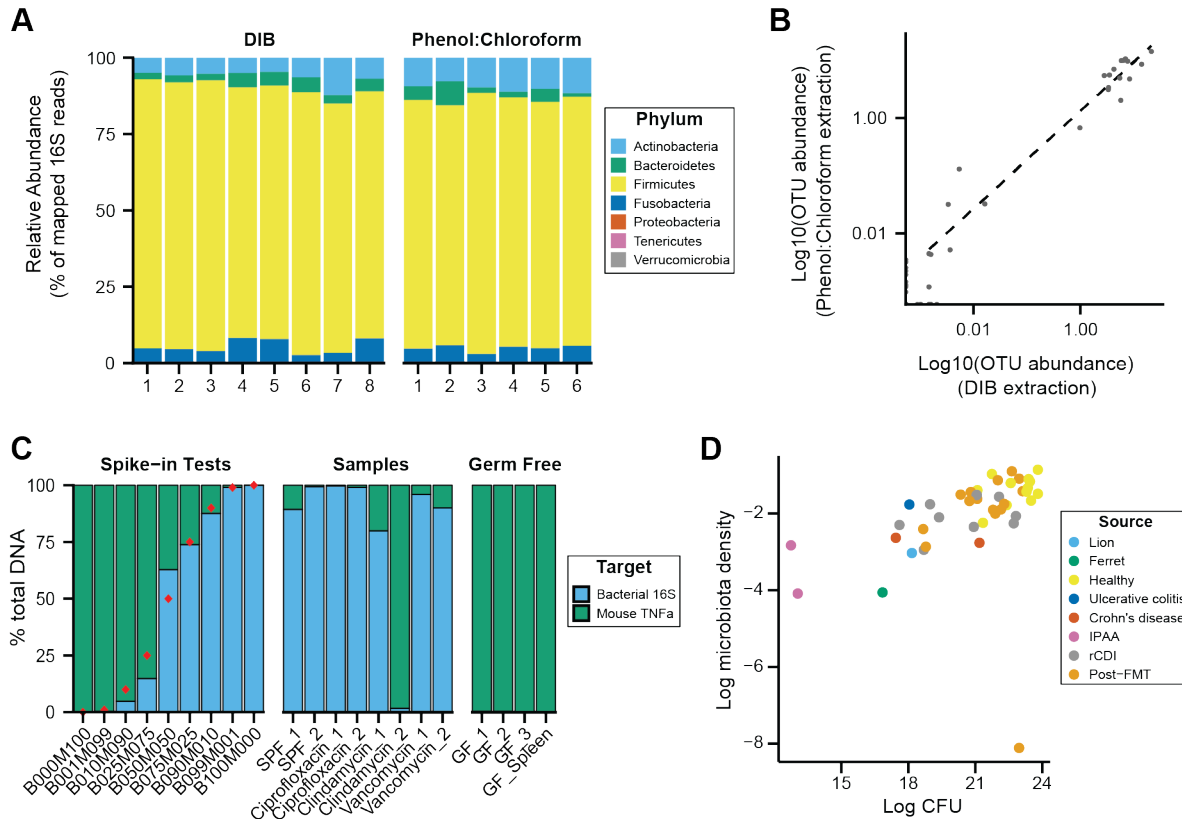 A
DIB
Phenol:Chloroform
Relative Abundance
(% of mapped 16S reads)
100
75
50
25
0
1 2 3 4 5 6 7 8
1 2 3 4 5 6
Phylum
Actinobacteria
Bacteroidetes
Firmicutes
Fusobacteria
Proteobacteria
Tenericutes
Verrucomicrobia
B
Log10(OTU abundance)
(Phenol:Chloroform extraction)
1.00
0.01
0.01 1.00
Log10(OTU abundance)
(DIB extraction)
C
Spike−in Tests
Samples
Germ Free
% total DNA
100
75
50
25
0
B000M100
B001M099
B010M090
B025M075
B050M050
B075M025
B090M010
B099M001
B100M000
SPF_1
SPF_2
Ciprofloxacin_1
Ciprofloxacin_2
Clindamycin_1
Clindamycin_2
Vancomycin_1
Vancomycin_2
GF_1
GF_2
GF_3
GF_Spleen
Target
Bacterial 16S
Mouse TNFa
D
Log microbiota density
−2
−4
−6
−8
15 18 21 24
Log CFU
Source
Lion
Ferret
Healthy
Ulcerative colitis
Crohn's disease
IPAA
rCDI
Post−FMT